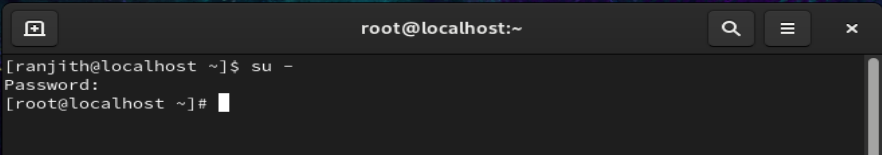 root@localhost:~
[ranjith@localhost ~]$ su -
Password:
[root@localhost ~]#